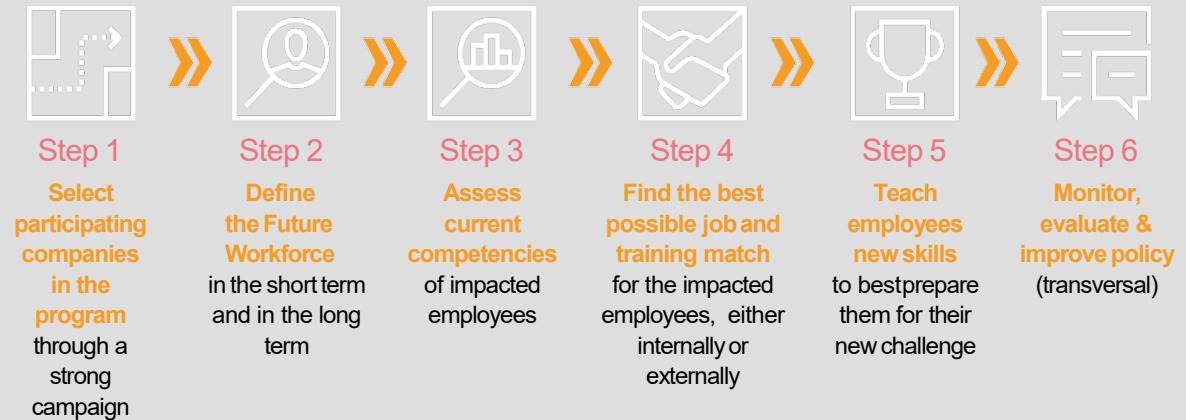 Step 1
Select
participating
companies
in the
program
through a
strong
campaign
Step 2
Define
the Future
Workforce
in the short term
and in the long
term
Step 3
Assess
current
competencies
of impacted
employees
Step 4
Find the best
possible job and
training match
for the impacted
employees, either
internally or
externally
Step 5
Teach
employees
new skills
to bestprepare
them for their
new challenge
Step 6
Monitor,
evaluate &
improve policy
(transversal)